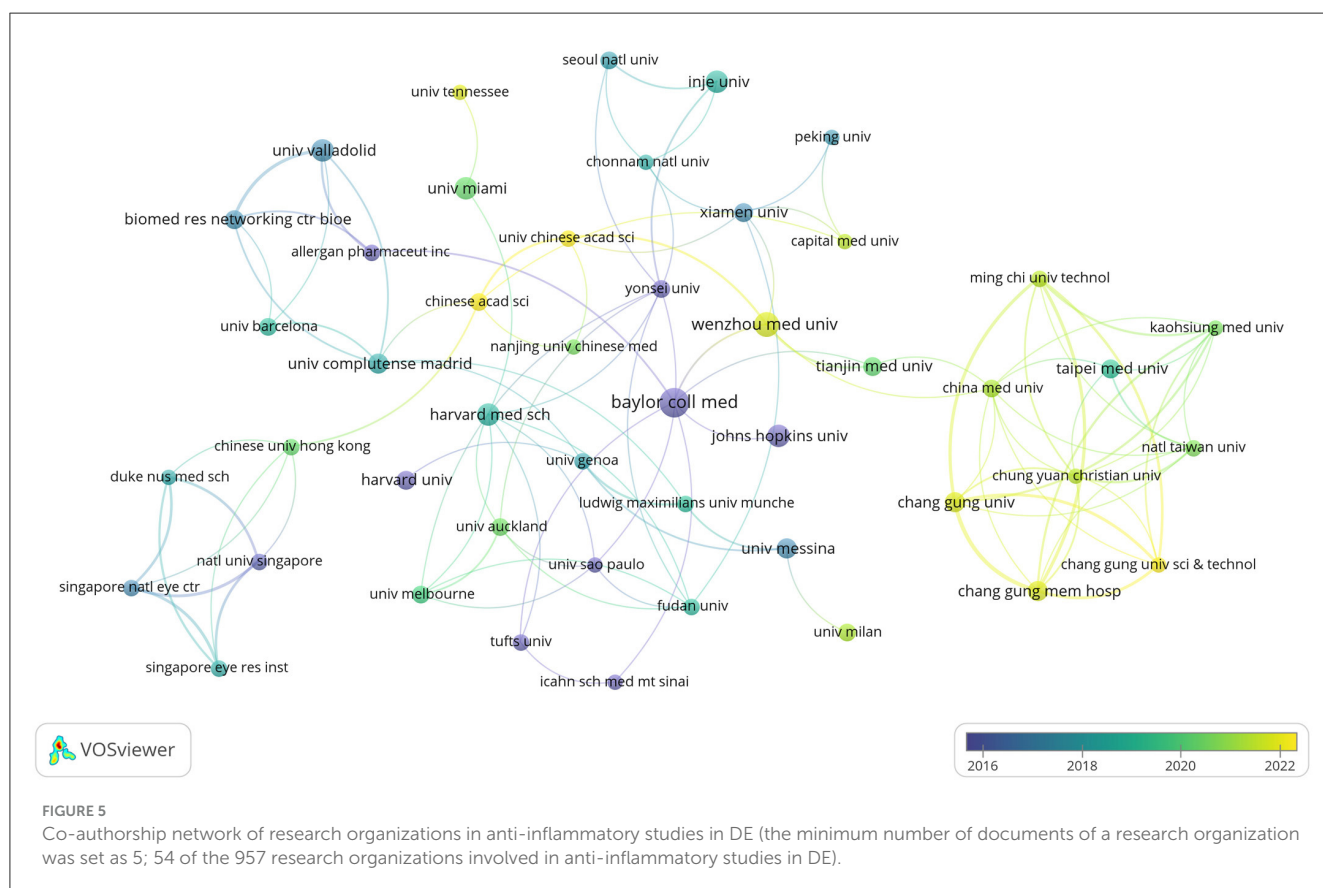 seoul natl univ
inje univ
univ tennessee
peking univ
univ valladolid
chonnam natl univ
univ miami
biomed res networking ctr bioe
xiamen univ
univ chinese acad sci
capital med univ
allergan pharmaceut inc
ming chi univ technol
yonsei univ
chinese acad sci
univ barcelona
wenzhou med univ
kaohsiung med univ
nanjing univ chinese med
univ complutense madrid
tianjin med univ
taipei med univ
china med univ
baylor coll med
harvard med sch
johns hopkins univ
chinese univ hong kong
natl taiwan univ
duke nus med sch
univ genoa
harvard univ
chung yuan christian univ
ludwig maximilians univ munche
chang gung univ
univ auckland
univ messina
natl univ singapore
univ sao paulo
chang gung univ sci & technol
singapore natl eye ctr
univ melbourne
fudan univ
chang gung mem hosp
univ milan
tufts univ
singapore eye res inst
icahn sch med mt sinai
VOSviewer
2016 2018 2020 2022
FIGURE 5
Co-authorship network of research organizations in anti-inflammatory studies in DE (the minimum number of documents of a research organization
was set as 5; 54 of the 957 research organizations involved in anti-inflammatory studies in DE).